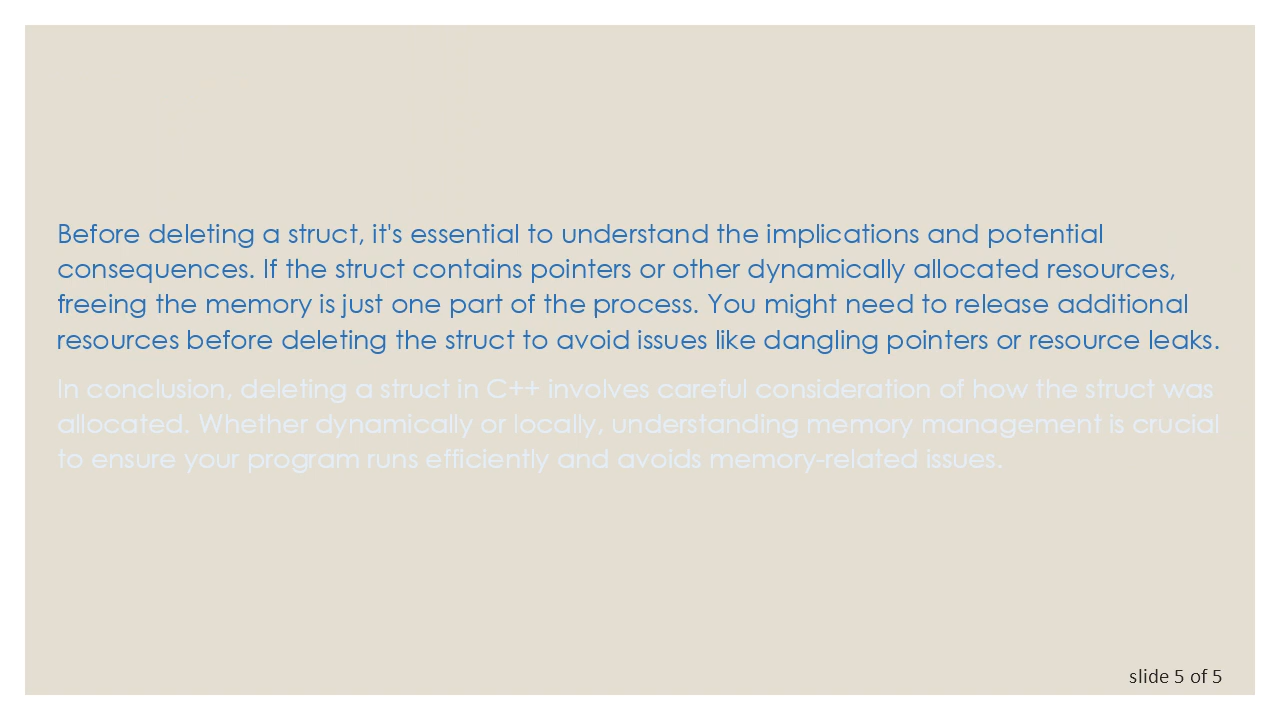 Before deleting a struct, it's essential to understand the implications and potential
consequences. If the struct contains pointers or other dynamically allocated resources,
freeing the memory is just one part of the process. You might need to release additional
resources before deleting the struct to avoid issues like dangling pointers or resource leaks.
In conclusion, deleting a struct in C++ involves careful consideration of how the struct was
allocated. Whether dynamically or locally, understanding memory management is crucial
to ensure your program runs efficiently and avoids memory-related issues.
slide 5 of 5